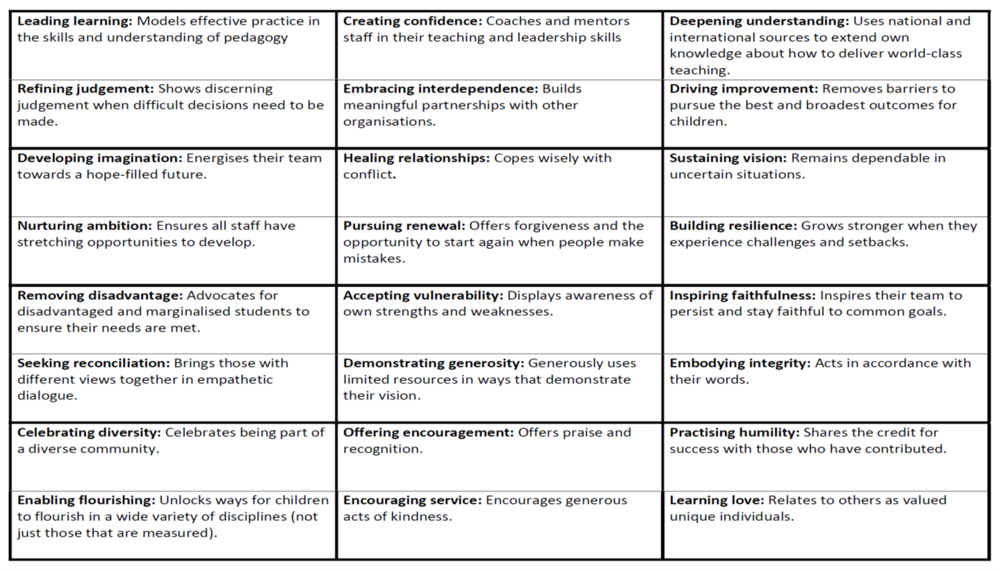 Leading learning: Models effective practice in
the skills and understanding of pedagogy
Creating confidence: Coaches and mentors
staff in their teaching and leadership skills
Deepening understanding: Uses national and
international sources to extend own
knowledge about how to deliver world-class
teaching.
Refining judgement: Shows discerning
judgement when difficult decisions need to be
made.
Embracing interdependence: Builds
meaningful partnerships with other
organisations.
Driving improvement: Removes barriers to
pursue the best and broadest outcomes for
children.
Developing imagination: Energises their team
towards a hope-filled future.
Healing relationships: Copes wisely with
conflict.
Sustaining vision: Remains dependable in
uncertain situations.
Nurturing ambition: Ensures all staff have
stretching opportunities to develop.
Pursuing renewal: Offers forgiveness and the
opportunity to start again when people make
mistakes.
Building resilience: Grows stronger when they
experience challenges and setbacks.
Removing disadvantage: Advocates for
disadvantaged and marginalised students to
ensure their needs are met.
Accepting vulnerability: Displays awareness of
own strengths and weaknesses.
Inspiring faithfulness: Inspires their team to
persist and stay faithful to common goals.
Seeking reconciliation: Brings those with
different views together in empathetic
dialogue.
Demonstrating generosity: Generously uses
limited resources in ways that demonstrate
their vision.
Embodying integrity: Acts in accordance with
their words.
Celebrating diversity: Celebrates being part of
a diverse community.
Offering encouragement: Offers praise and
recognition.
Practising humility: Shares the credit for
success with those who have contributed.
Enabling flourishing: Unlocks ways for children
to flourish in a wide variety of disciplines (not
just those that are measured).
Encouraging service: Encourages generous
acts of kindness.
Learning love: Relates to others as valued
unique individuals.